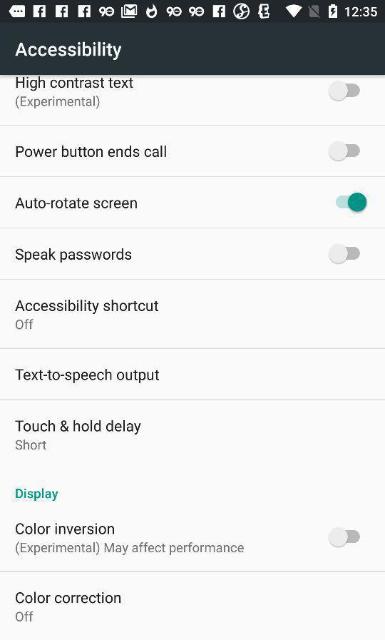 12:35
Accessibility
High contrast text
(Experimental)
Power button ends call
Auto-rotate screen
Speak passwords
Accessibility shortcut
Off
Text-to-speech output
Touch & hold delay
Short
Display
Color inversion
(Experimental) May affect performance
Color correction
Off